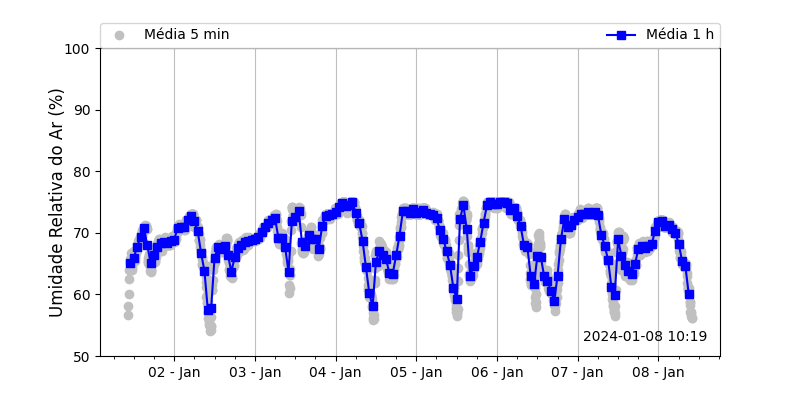 Média 5 min
Média 1 h
Umidade Relativa do Ar (%)
100
90
80
70
60
50
2024-01-08 10:19
02 - Jan
03 - Jan
04 - Jan
05 - Jan
06 - Jan
07 - Jan
08 - Jan